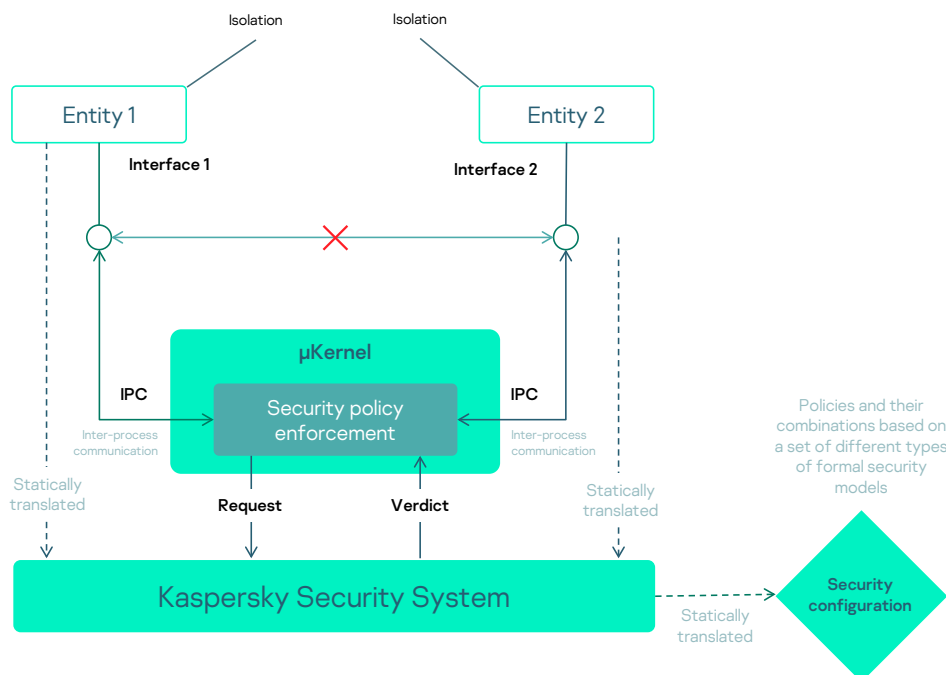 Isolation
Isolation
Entity 1
Entity 2
Interface 1
Interface 2
µKernel
IPC
IPC
Security policy
enforcement
Inter-process
communication
Inter-process
communication
Policies and their
combinations based on
a set of different types
of formal security
models
Statically
translated
Request
Verdict
Statically
translated
Kaspersky Security System
Security
configuration
Statically
translated